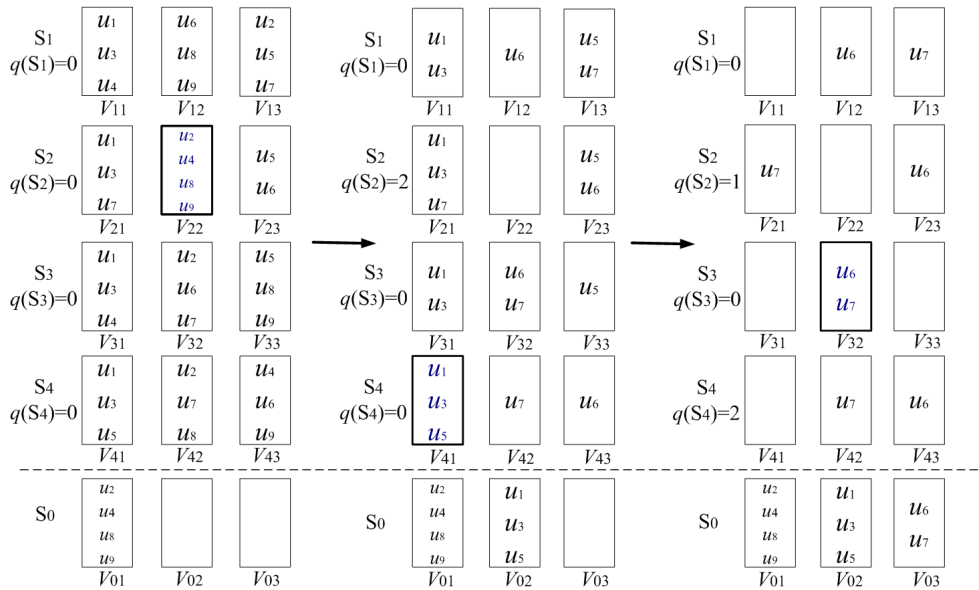 S1 u1 u6 u2 S1 u1 u5 S1
q(S1)=0 u3 u8 u5 q(S1)=0 u3 u6 u7 q(S1)=0 u6 u7
u4 u9 u7
V11 V12 V13 V11 V12 V13 V11 V12 V13
S2 u1 u2 u5 S2 u1 u5 S2
q(S2)=0 u3 u4 u6 q(S2)=2 u3 u6 q(S2)=1 u7 u6
u7 u8 u7
u9
V21 V22 V23 V21 V22 V23 V21 V22 V23
S3 u1 u2 u5 S3 u1 u6 u5 S3 u6
q(S3)=0 u3 u6 u8 q(S3)=0 u3 u7 q(S3)=0 u7
u4 u7 u9
V31 V32 V33 V31 V32 V33 V31 V32 V33
S4 u1 u2 u4 S4 u1 u7 u6 S4 u7 u6
q(S4)=0 u3 u7 u6 q(S4)=0 u3 q(S4)=2
u5 u8 u9 u5
V41 V42 V43 V41 V42 V43 V41 V42 V43
S0 u2 S0 u2 u1 S0 u2 u1 u6
u4 u4 u3 u4 u3 u7
u8 u8 u5 u8 u5
u9 u9 u9
V01 V02 V03 V01 V02 V03 V01 V02 V03